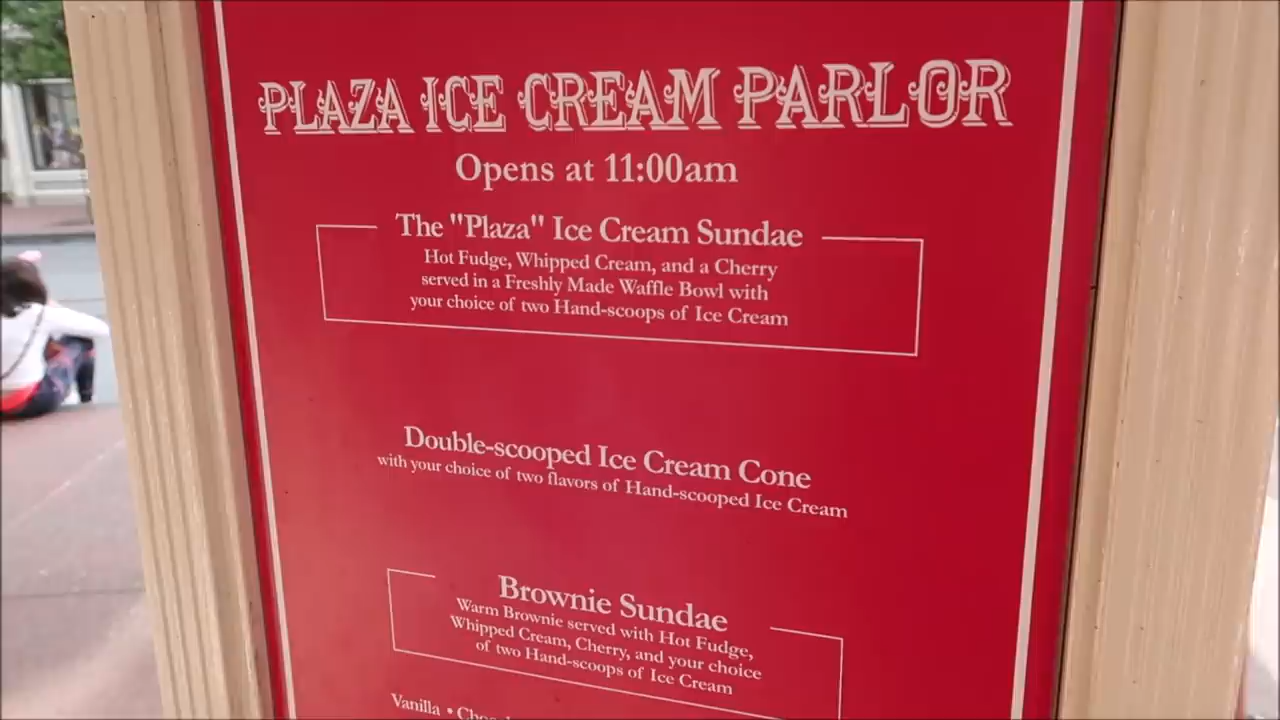 PLAZA ICE CREAM PARLOR
Opens at 11:00am
The "Plaza" Ice Cream Sundae
Hot Fudge, Whipped Cream, and a Cherry
served in a Freshly Made Waffle Bowl with
your choice of two Hand-scoops of Ice Cream
Double-scooped Ice Cream Cone
with your choice of two flavors of Hand-scooped Ice Cream
Brownie Sundae
Warm Brownie served with Hot Fudge,
Whipped Cream, Cherry, and your choice
of two Hand-scoops of Ice Cream
Vanilla •